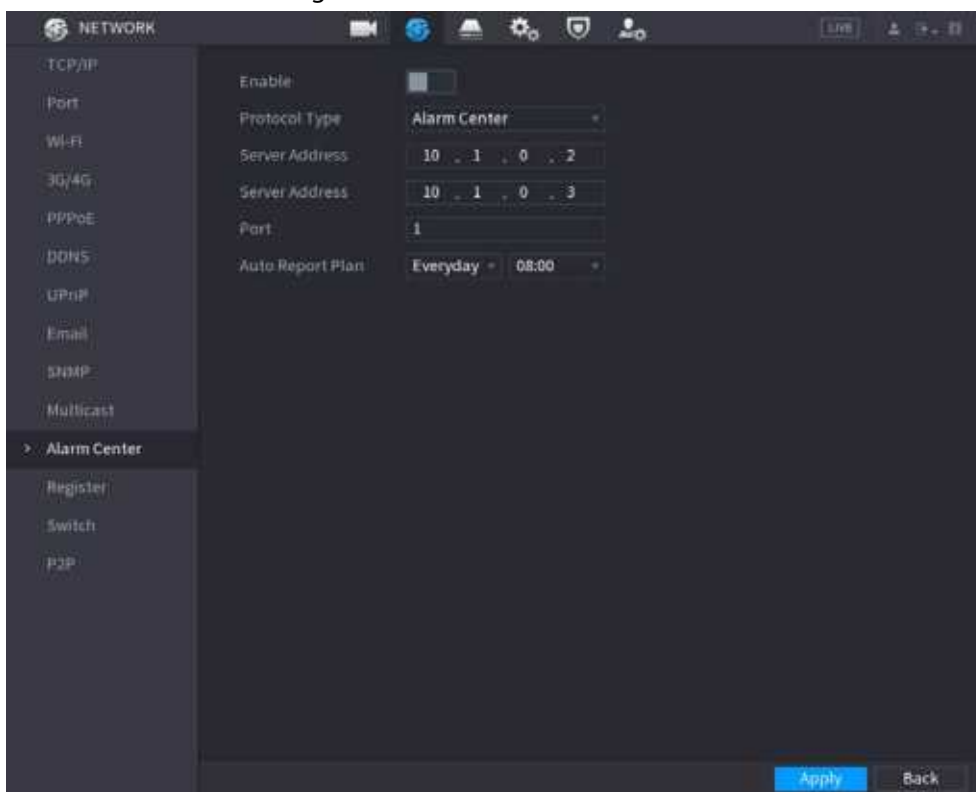 NETWORK
LIVE
TCP/IP
Port
Wi-Fi
3G/4G
PPPoE
DDNS
UPnP
Email
SNMP
Multicast
Alarm Center
Register
Switch
P2P
Enable
Protocol Type Alarm Center
Server Address 10 . 1 . 0 . 2
Server Address 10 . 1 . 0 . 3
Port 1
Auto Report Plan Everyday 08:00
Apply Back